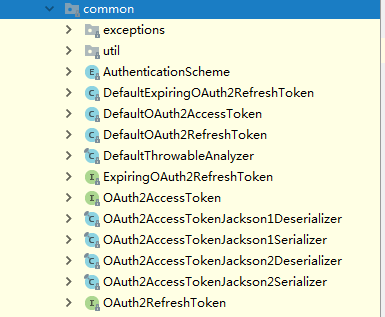 common
exceptions
util
AuthenticationScheme
DefaultExpiringOAuth2RefreshToken
DefaultOAuth2AccessToken
DefaultOAuth2RefreshToken
DefaultThrowableAnalyzer
ExpiringOAuth2RefreshToken
OAuth2AccessToken
OAuth2AccessTokenJackson1Deserializer
OAuth2AccessTokenJackson1Serializer
OAuth2AccessTokenJackson2Deserializer
OAuth2AccessTokenJackson2Serializer
OAuth2RefreshToken